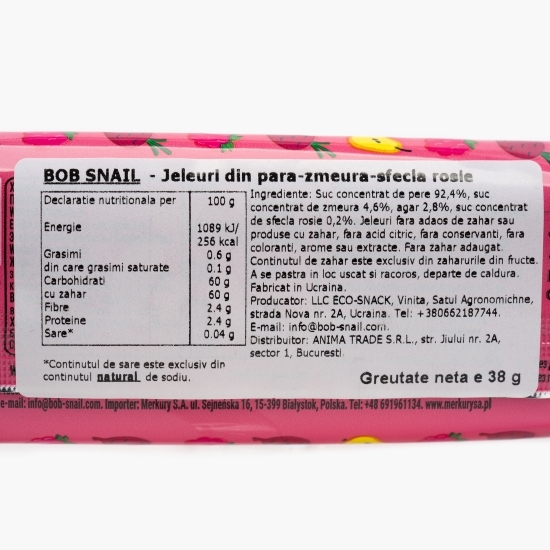 BOB SNAIL - Jeleuri din para-zmeura-sfecla rosie
Declaratie nutritionala per 100 g
Energie 1089 kJ/
256 kcal
Grasimi 0.6 g
din care grasimi saturate 0.1 g
Carbohidrati 60 g
cu zahar 60 g
Fibre 2.4 g
Proteine 2.4 g
Sare* 0.04 g
*Continutul de sare este exclusiv din
continutul natural de sodiu.
Ingrediente: Suc concentrat de pere 92,4%, suc
concentrat de zmeura 4,6%, agar 2,8%, suc concentrat
de sfecla rosie 0,2%. Jeleuri fara adaos de zahar sau
produse cu zahar, fara acid citric, fara conservanti, fara
coloranti, arome sau extracte. Fara zahar adaugat.
Continutul de zahar este exclusiv din zaharurile din fructe.
A se pastra in loc uscat si racoros, departe de caldura.
Fabricat in Ucraina.
Producator: LLC ECO-SNACK, Vinita, Satul Agronomichne,
strada Nova nr. 2A, Ucraina. Tel: +380662187744.
E-mail: info@bob-snail.com.
Distribuitor: ANIMA TRADE S.R.L., str. Jiului nr. 2A,
sector 1, Bucuresti.
Greutate neta e 38 g
e-mail: info@bob-snail.com. Importer: Merkury S.A. ul. Sejneńska 16, 15-399 Białystok, Polska. Tel: +48 691961134. www.merkurysa.pl